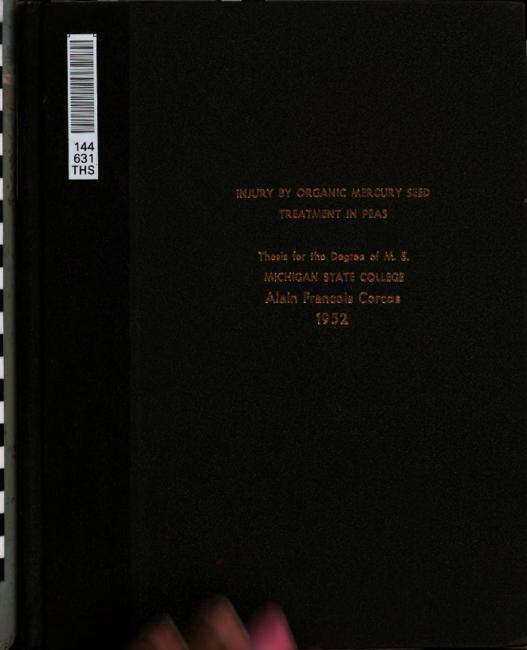 144
631
THS
INJURY BY ORGANIC MERCURY SEED
TREATMENT IN PEAS
Thesis for the Degree of M. S.
MICHIGAN STATE COLLEGE
Alain Francois Corcos
1952